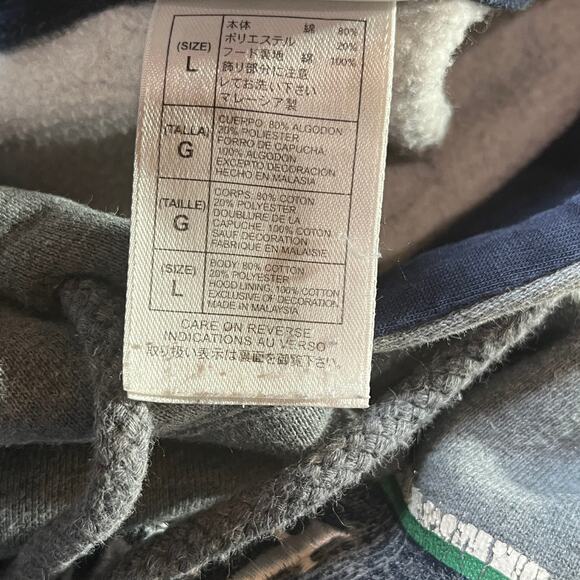 (SIZE)
L
本体 綿 80%
ポリエステル 20%
フード裏地 綿 100%
飾り部分に注意
してお洗い下さい
マレーシア製
(TALLA)
G
CUERPO: 80% ALGODON
20% POLIESTER
FORRO DE CAPUCHA
100% ALGODON
EXCEPTO DECORACION
HECHO EN MALASIA
(TAILLE)
G
CORPS: 80% COTON
20% POLYESTER
DOUBLURE DE LA
CAPUCHE: 100% COTON
SAUF DECORATION
FABRIQUE EN MALAISIE
(SIZE)
L
BODY: 80% COTTON
20% POLYESTER
HOOD LINING: 100% COTTON
EXCLUSIVE OF DECORATION
MADE IN MALAYSIA
CARE ON REVERSE
INDICATIONS AU VERSO
取り扱い表示は裏面を御覧下さい